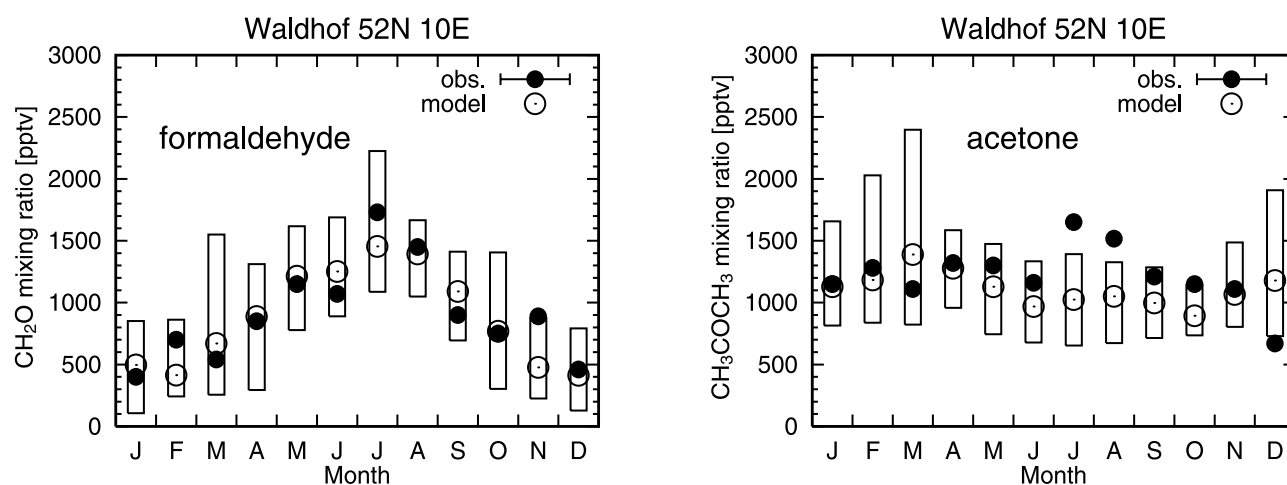 Waldhof 52N 10E
CH₂O mixing ratio [pptv]
3000
2500
2000
1500
1000
500
0
obs.
model
formaldehyde
J F M A M J J A S O N D
Month
Waldhof 52N 10E
CH₃COCH₃ mixing ratio [pptv]
3000
2500
2000
1500
1000
500
0
obs.
model
acetone
J F M A M J J A S O N D
Month